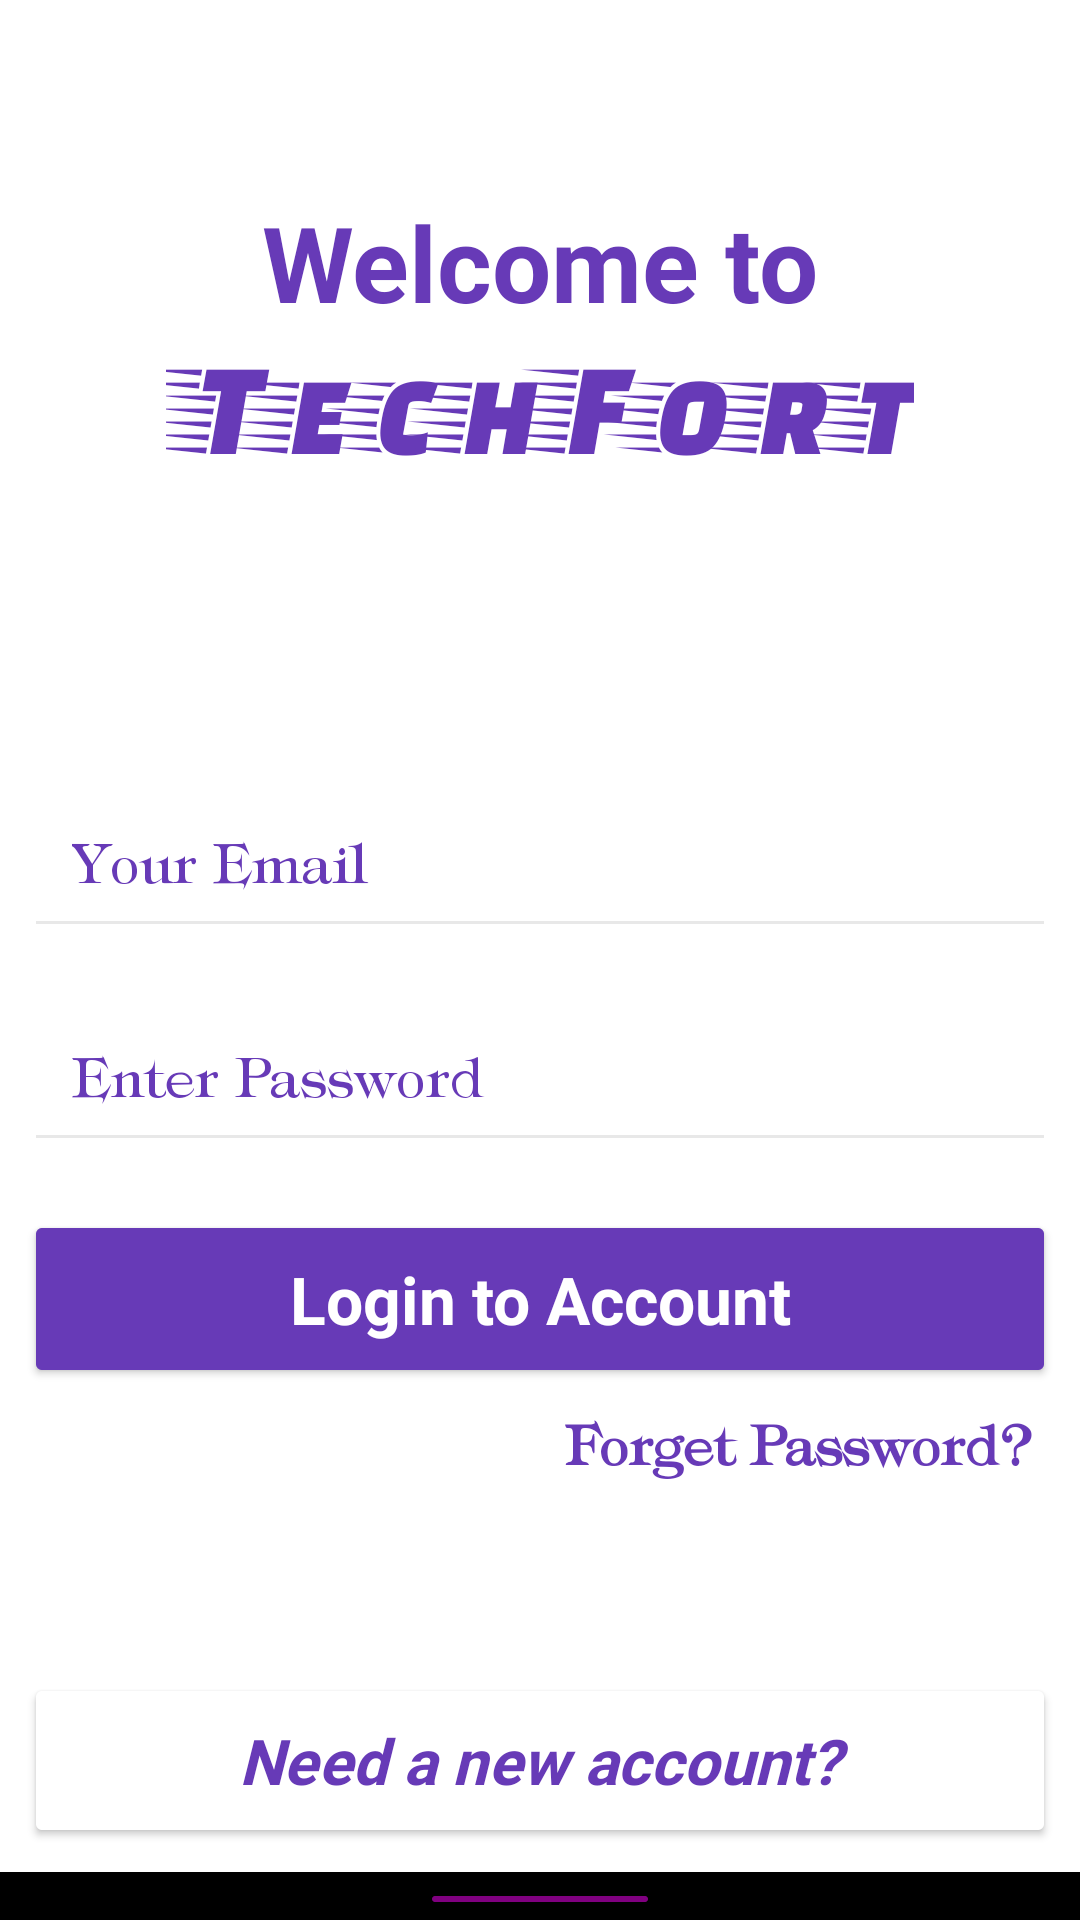 Welcome to
TechFort
Your Email
Enter Password
Login to Account
Forget Password?
Need a new account?